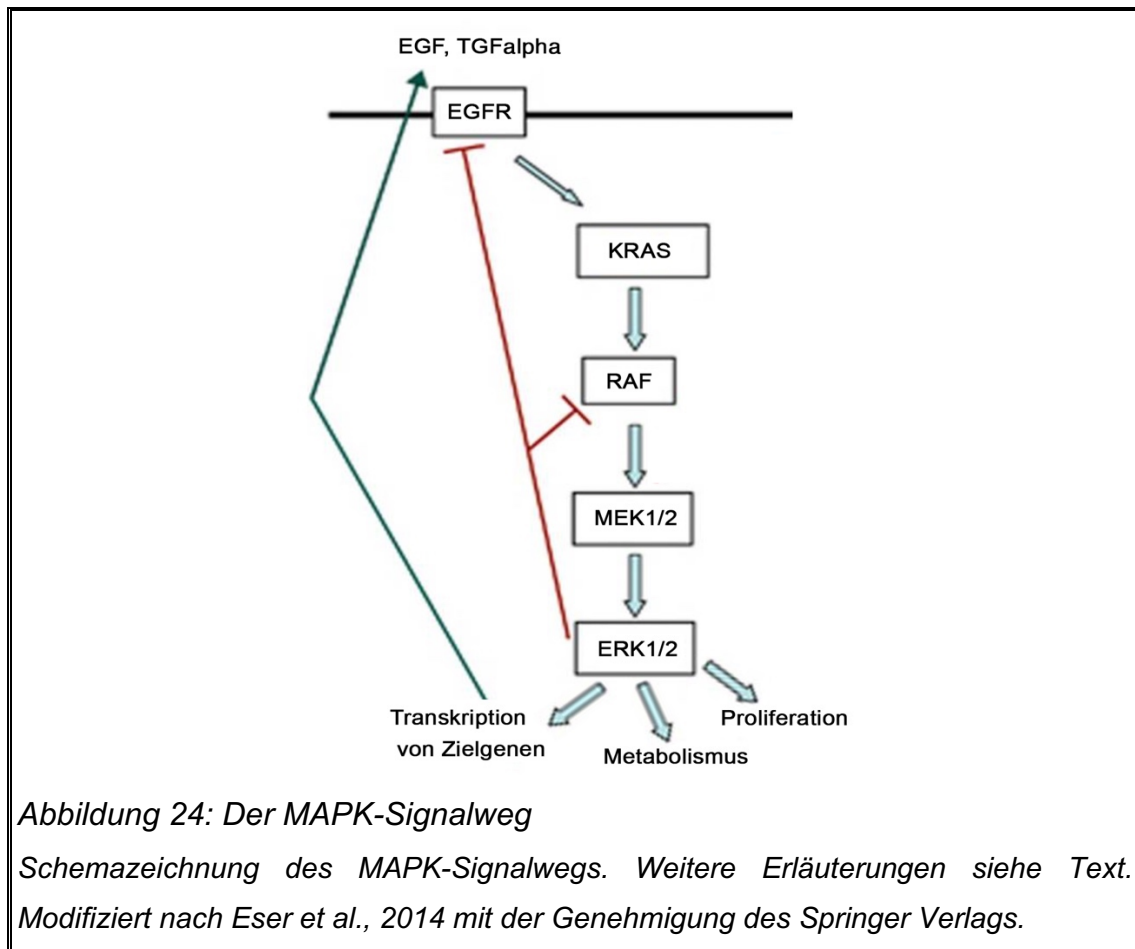 EGF, TGFalpha
EGFR
KRAS
RAF
MEK1/2
ERK1/2
Transkription
von Zielgenen
Metabolismus
Proliferation
Abbildung 24: Der MAPK-Signalweg
Schemazeichnung des MAPK-Signalwegs. Weitere Erläuterungen siehe Text.
Modifiziert nach Eser et al., 2014 mit der Genehmigung des Springer Verlags.